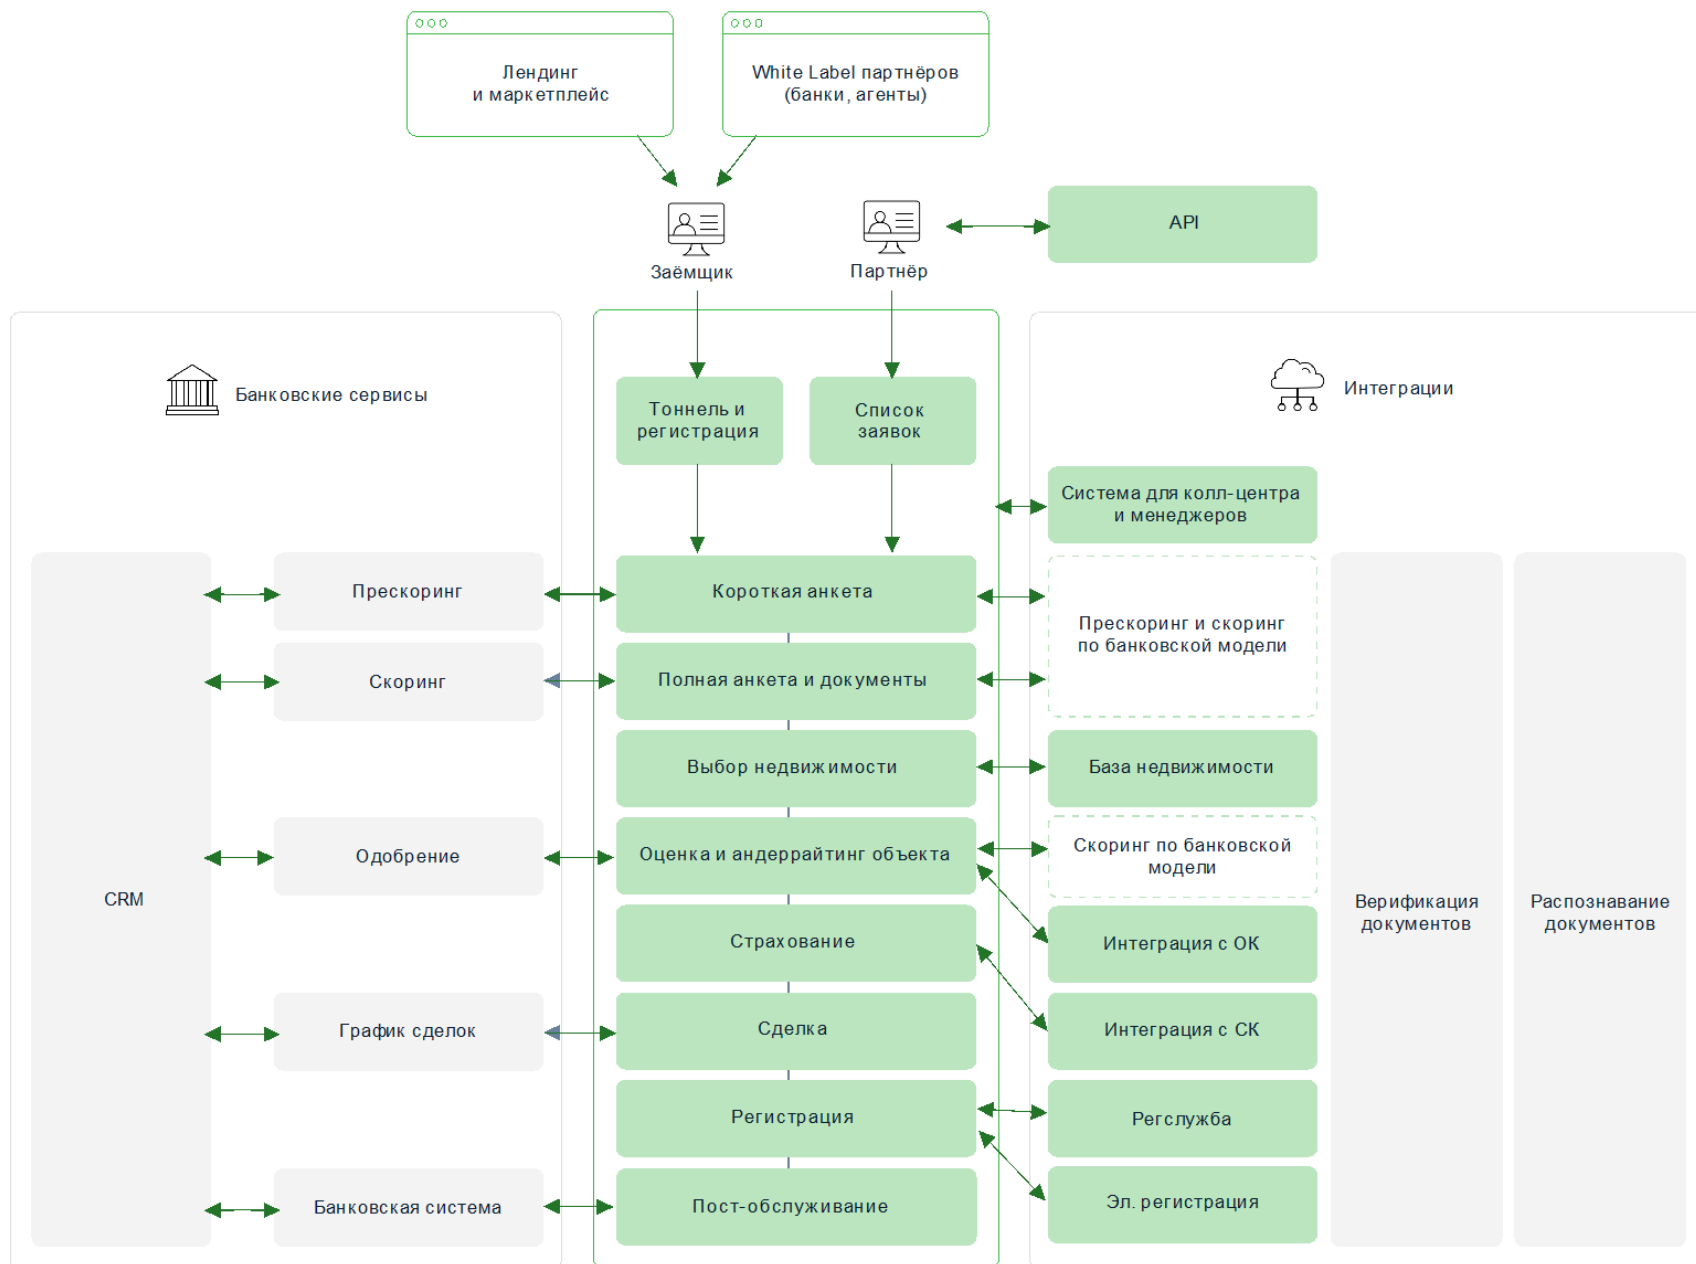 Лендинг
и маркетплейс
White Label партнёров
(банки, агенты)
API
Заёмщик
Партнёр
Банковские сервисы
Интеграции
Тоннель и
регистрация
Список
заявок
Система для колл-центра
и менеджеров
CRM
Прескоринг
Скоринг
Одобрение
График сделок
Банковская система
Короткая анкета
Полная анкета и документы
Выбор недвижимости
Оценка и андеррайтинг объекта
Страхование
Сделка
Регистрация
Пост-обслуживание
Прескоринг и скоринг
по банковской модели
База недвижимости
Скоринг по банковской
модели
Интеграция с ОК
Интеграция с СК
Регслужба
Эл. регистрация
Верификация
документов
Распознавание
документов